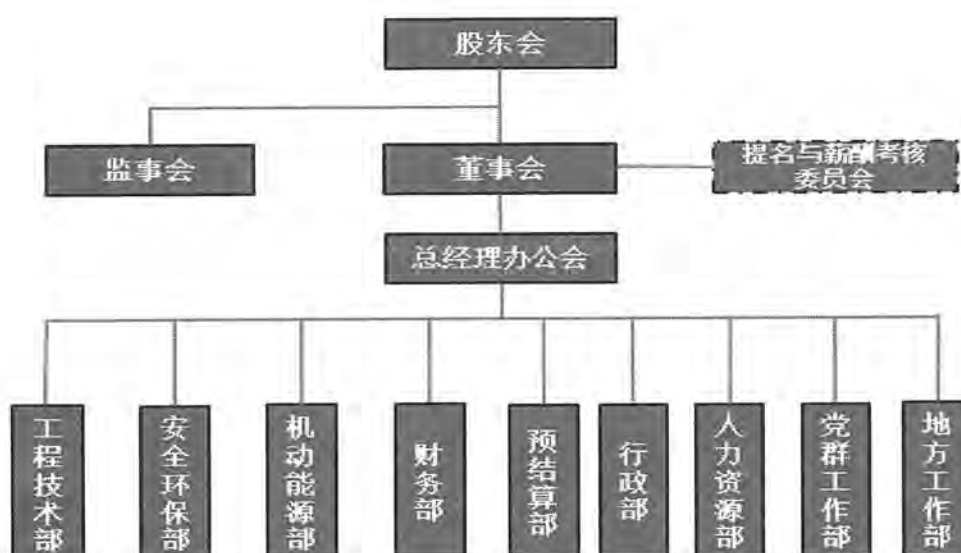 股东会
监事会
董事会
提名与薪酬考核
委员会
总经理办公会
工程技术部
安全环保部
机动能源部
财务部
预结算部
行政部
人力资源部
党群工作部
地方工作部